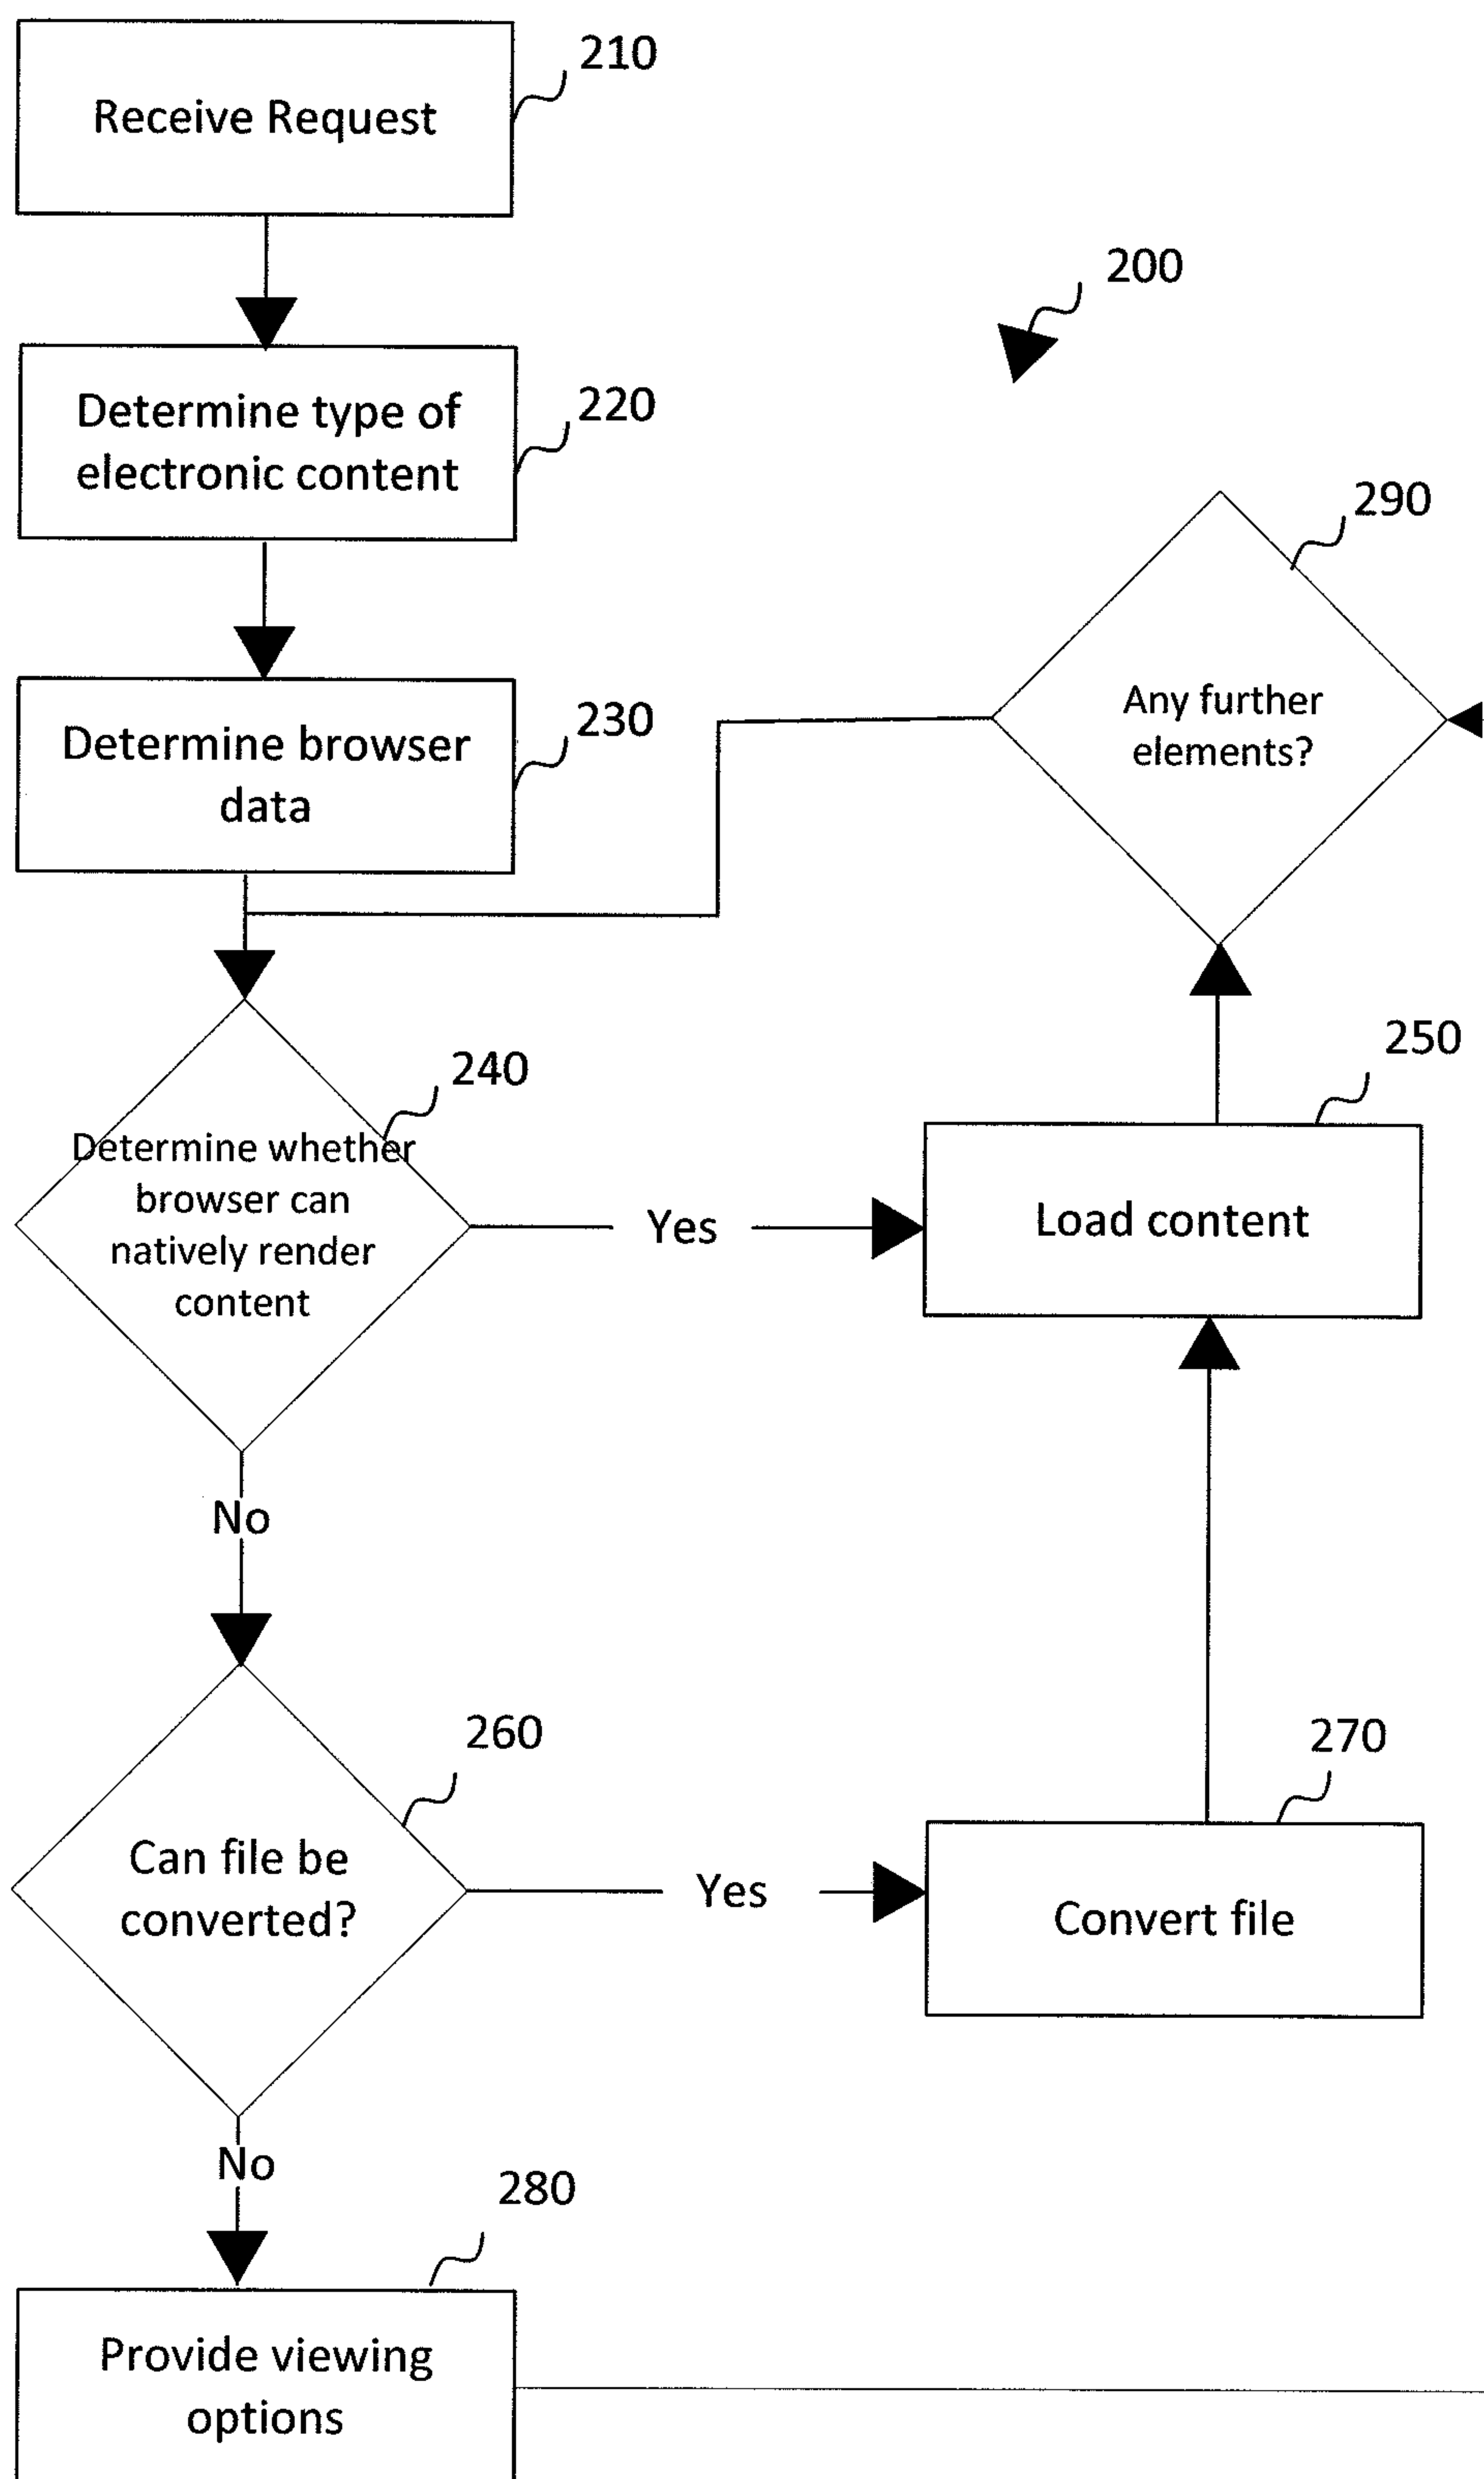 210
Receive Request
200
220
Determine type of
electronic content
290
230
Determine browser
data
Any further
elements?
240
Determine whether
browser can
natively render
content
Yes
250
Load content
No
260
Can file be
converted?
Yes
270
Convert file
No
280
Provide viewing
options